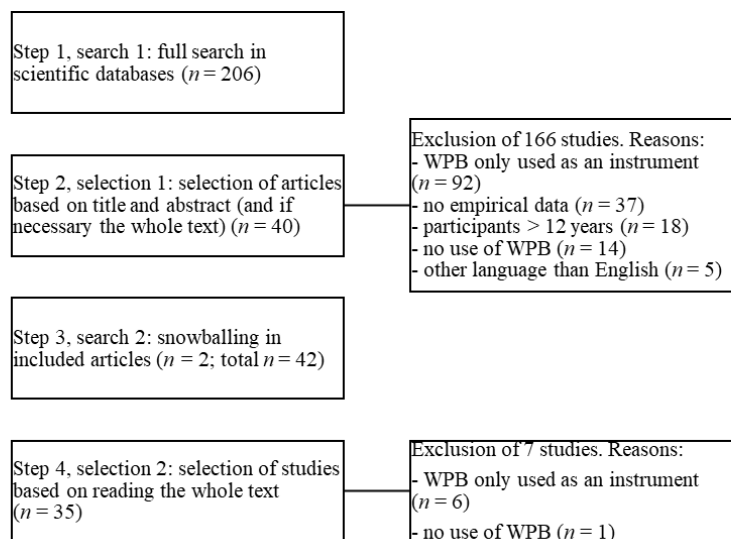 Step 1, search 1: full search in
scientific databases (n = 206)
Step 2, selection 1: selection of articles
based on title and abstract (and if
necessary the whole text) (n = 40)
Exclusion of 166 studies. Reasons:
- WPB only used as an instrument
(n = 92)
- no empirical data (n = 37)
- participants > 12 years (n = 18)
- no use of WPB (n = 14)
- other language than English (n = 5)
Step 3, search 2: snowballing in
included articles (n = 2; total n = 42)
Step 4, selection 2: selection of studies
based on reading the whole text
(n = 35)
Exclusion of 7 studies. Reasons:
- WPB only used as an instrument
(n = 6)
- no use of WPB (n = 1)